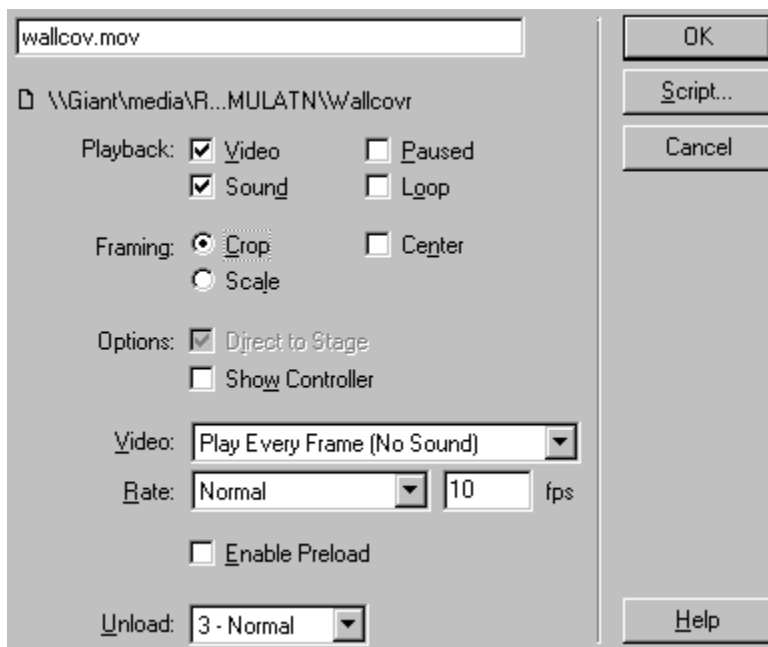 wallcov.mov
OK
\\Giant\media\R...MULATN\Wallcovr
Script...
Playback: Video Paused
Cancel
Sound Loop
Framing: Crop Center
Scale
Options: Direct to Stage
Show Controller
Video: Play Every Frame (No Sound)
Rate: Normal 10 fps
Enable Preload
Unload: 3 - Normal
Help